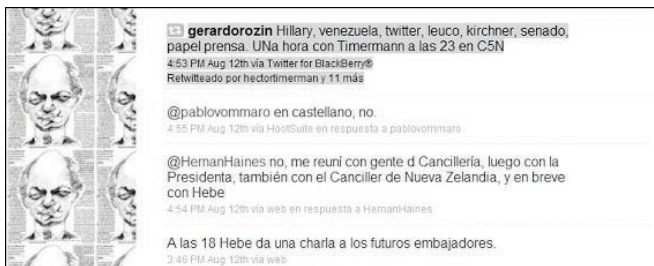 gerardorozin Hillary, venezuela, twitter, leuco, kirchner, senado,
papel prensa. UNa hora con Timermann a las 23 en C5N
4:53 PM Aug 12th vía Twitter for BlackBerry®
Retwitteado por hectortimerman y 11 más
@pablovommaro en castellano, no.
4:55 PM Aug 12th vía HootSuite en respuesta a pablovommaro
@HernanHaines no, me reuní con gente d Cancillería, luego con la
Presidenta, también con el Canciller de Nueva Zelandia, y en breve
con Hebe
4:54 PM Aug 12th vía web en respuesta a HernanHaines
A las 18 Hebe da una charla a los futuros embajadores.
3:46 PM Aug 12th vía web